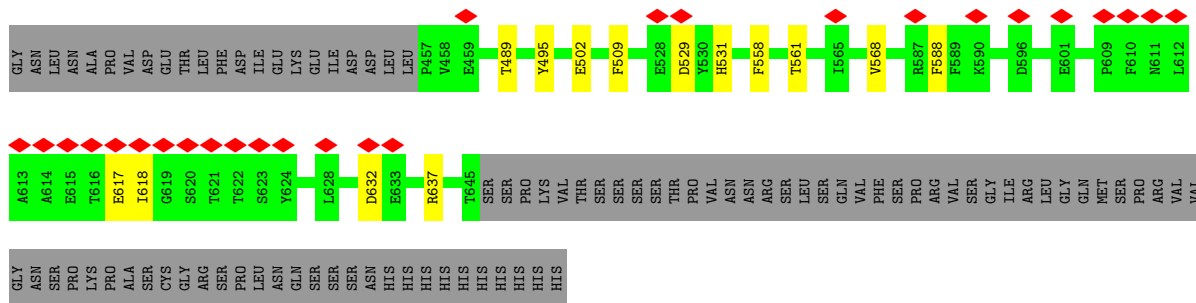 GLY ASN LEU ASN ALA PRO VAL ASP GLU THR LEU PHE ASP ILE GLU LYS GLU ILE ASP ASP LEU LEU P457 V458 E459 T489 Y495 E502 F509 E528 D529 Y530 H531 F558 T561 I565 V568 R587 F588 F589 K590 D596 E601 P609 F610 N611 L612
A613 A614 E615 T616 E617 I618 G619 S620 T621 T622 S623 Y624 L628 D632 E633 R637 T645 SER SER PRO LYS VAL THR SER SER SER SER THR PRO VAL ASN ASN ARG SER LEU SER GLN VAL PHE SER PRO ARG VAL SER GLY ILE ARG LEU GLY GLN MET SER PRO ARG VAL VAL
GLY ASN SER PRO LYS PRO ALA SER CYS GLY ARG SER PRO LEU ASN GLN SER SER SER ASN HIS HIS HIS HIS HIS HIS HIS HIS HIS HIS